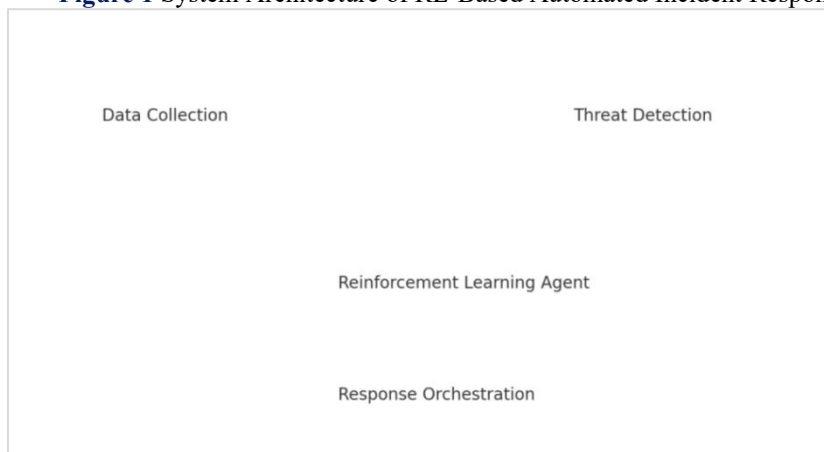 Figure 1 System Architecture of RL-Based Automated Incident
Data Collection
Threat Detection
Reinforcement Learning Agent
Response Orchestration